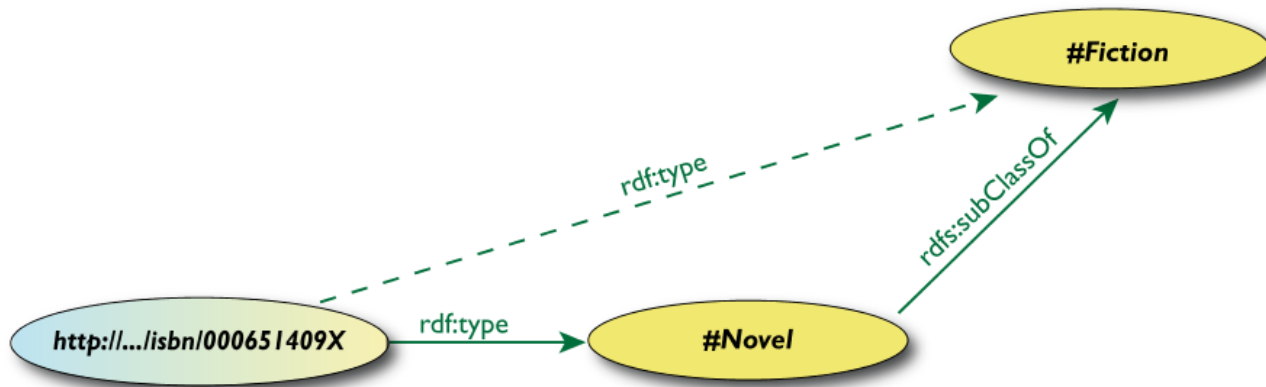 #Fiction
rdf:type
rdfs:subClassOf
http://.../isbn/000651409X
rdf:type
#Novel